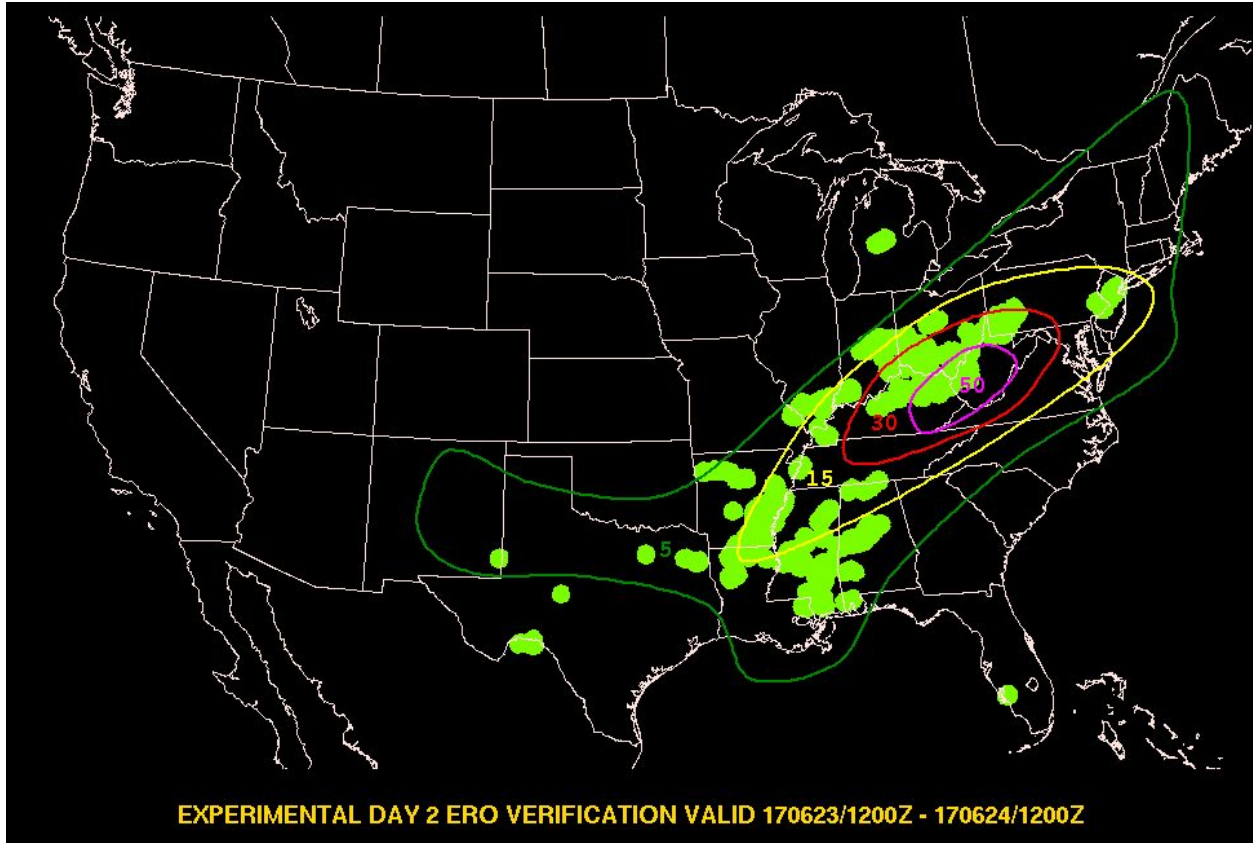 50
30
15
5
EXPERIMENTAL DAY 2 ERO VERIFICATION VALID 170623/1200Z - 170624/1200Z